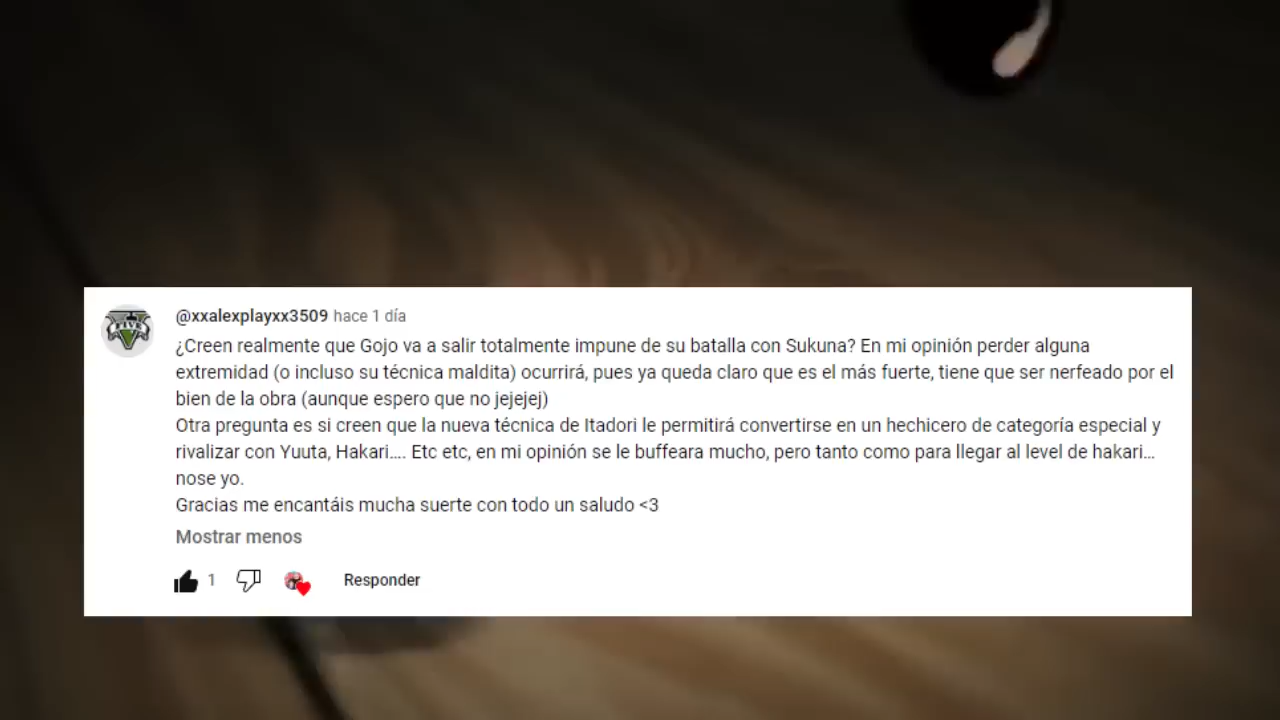 @xxalexplayxx3509 hace 1 día
¿Creen realmente que Gojo va a salir totalmente impune de su batalla con Sukuna? En mi opinión perder alguna
extremidad (o incluso su técnica maldita) ocurrirá, pues ya queda claro que es el más fuerte, tiene que ser nerfeado por el
bien de la obra (aunque espero que no jejejej)
Otra pregunta es si creen que la nueva técnica de Itadori le permitirá convertirse en un hechicero de categoría especial y
rivalizar con Yuuta, Hakari.... Etc etc, en mi opinión se le buffeara mucho, pero tanto como para llegar al level de hakari...
nose yo.
Gracias me encantáis mucha suerte con todo un saludo <3
Mostrar menos
1 Responder
FIVE